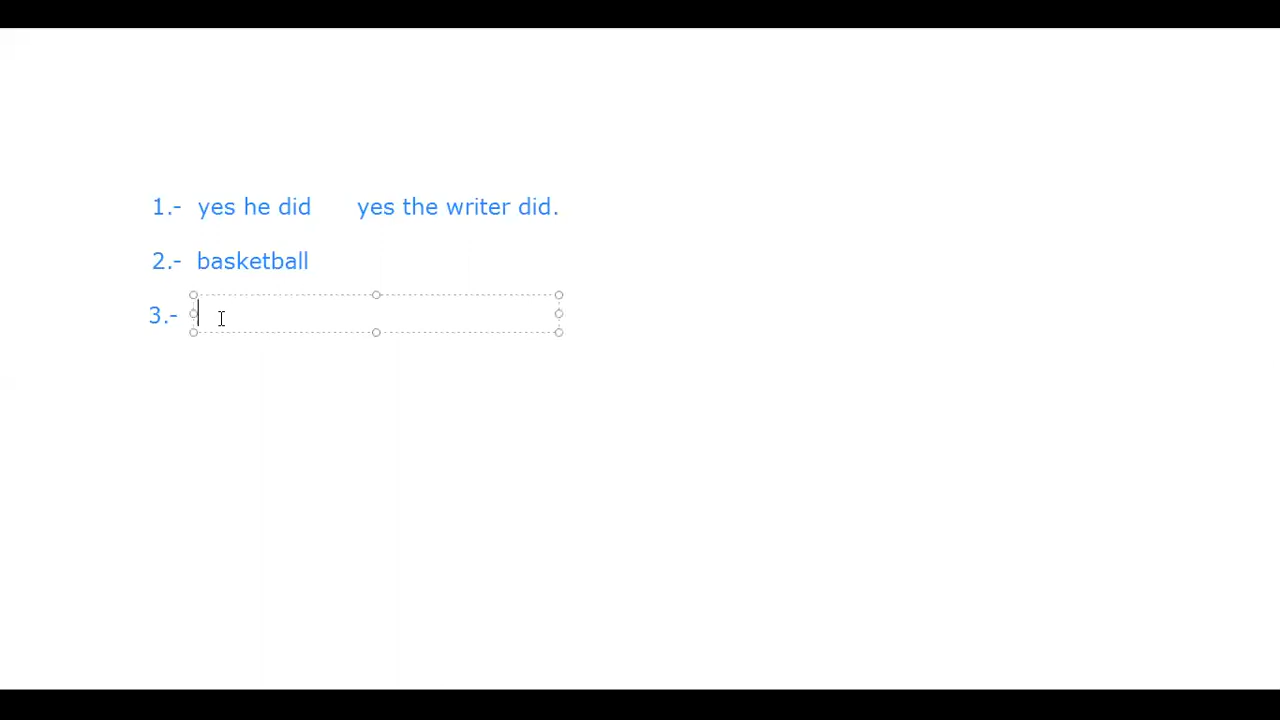 1.- yes he did yes the writer did.
2.- basketball
3.-